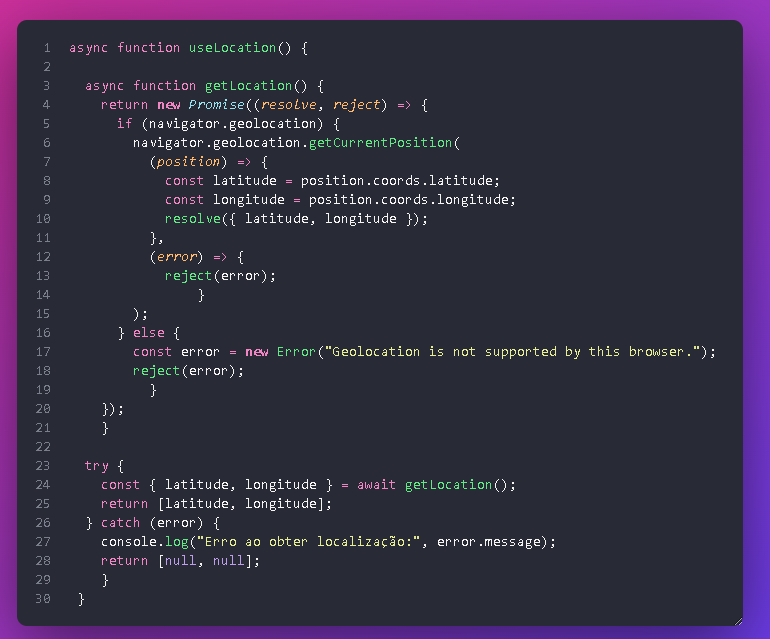 1 async function useLocation() {
2
3   async function getLocation() {
4     return new Promise((resolve, reject) => {
5       if (navigator.geolocation) {
6         navigator.geolocation.getCurrentPosition(
7           (position) => {
8             const latitude = position.coords.latitude;
9             const longitude = position.coords.longitude;
10             resolve({ latitude, longitude });
11           },
12           (error) => {
13             reject(error);
14                 }
15         );
16       } else {
17         const error = new Error("Geolocation is not supported by this browser.");
18         reject(error);
19           }
20     });
21     }
22
23   try {
24     const { latitude, longitude } = await getLocation();
25     return [latitude, longitude];
26   } catch (error) {
27     console.log("Erro ao obter localização:", error.message);
28     return [null, null];
29     }
30  }